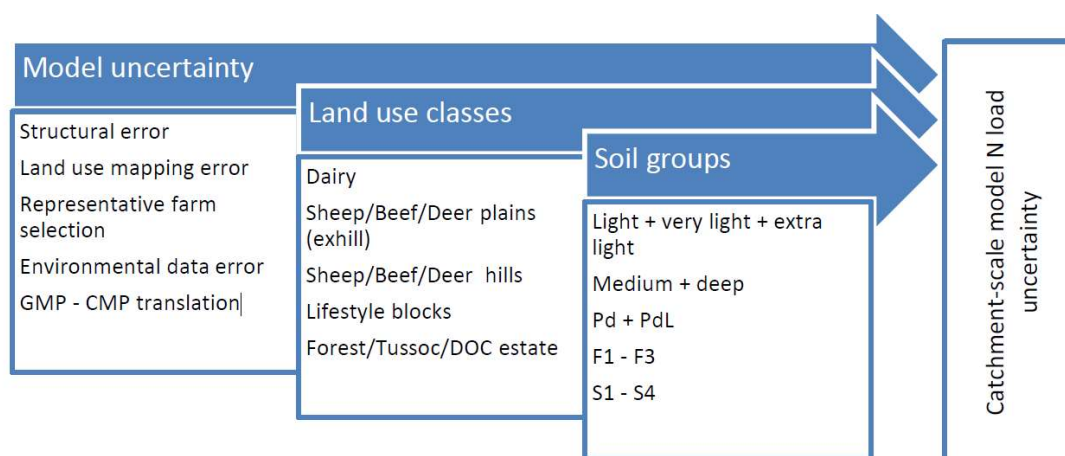 Model uncertainty
Structural error
Land use mapping error
Representative farm
selection
Environmental data error
GMP - CMP translation
Land use classes
Dairy
Sheep/Beef/Deer plains
(exhill)
Sheep/Beef/Deer hills
Lifestyle blocks
Forest/Tussoc/DOC estate
Soil groups
Light + very light + extra
light
Medium + deep
Pd + PdL
F1 - F3
S1 - S4
Catchment-scale model N load
uncertainty